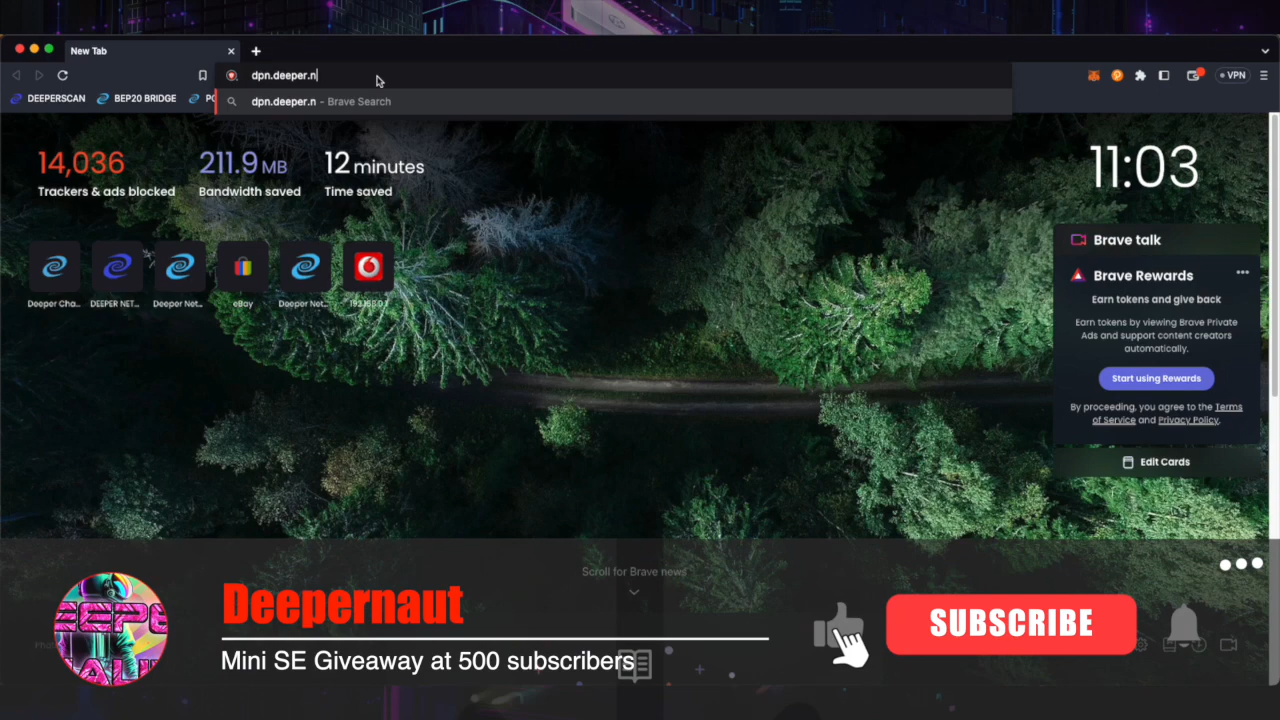 New Tab
dpn.deeper.n
VPN
DEEPERSCAN
BEP20 BRIDGE
dpn.deeper.n - Brave Search
14,036
Trackers & ads blocked
211.9 MB
Bandwidth saved
12 minutes
Time saved
11:03
Deeper Cha...
DEEPER NET...
Deeper Net...
eBay
Deeper Net...
192.168.0.1
Brave talk
Brave Rewards
Earn tokens and give back
Earn tokens by viewing Brave Private
Ads and support content creators
automatically.
Start using Rewards
By proceeding, you agree to the Terms
of Service and Privacy Policy.
Edit Cards
Scroll for Brave news
Deepernaut
Mini SE Giveaway at 500 subscribers
SUBSCRIBE